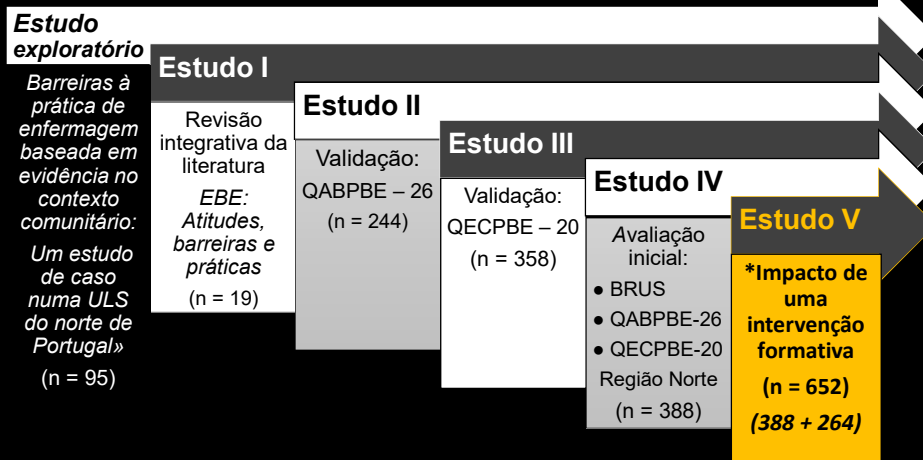 Estudo
exploratório
Barreiras à
prática de
enfermagem
baseada em
evidência no
contexto
comunitário:
Um estudo
de caso
numa ULS
do norte de
Portugal»
(n = 95)
Estudo I
Revisão
integrativa da
literatura
EBE:
Atitudes,
barreiras e
práticas
(n = 19)
Estudo II
Validação:
QABPBE – 26
(n = 244)
Estudo III
Validação:
QECPBE – 20
(n = 358)
Estudo IV
Avaliação
inicial:
● BRUS
● QABPBE-26
● QECPBE-20
Região Norte
(n = 388)
Estudo V
*Impacto de
uma
intervenção
formativa
(n = 652)
(388 + 264)